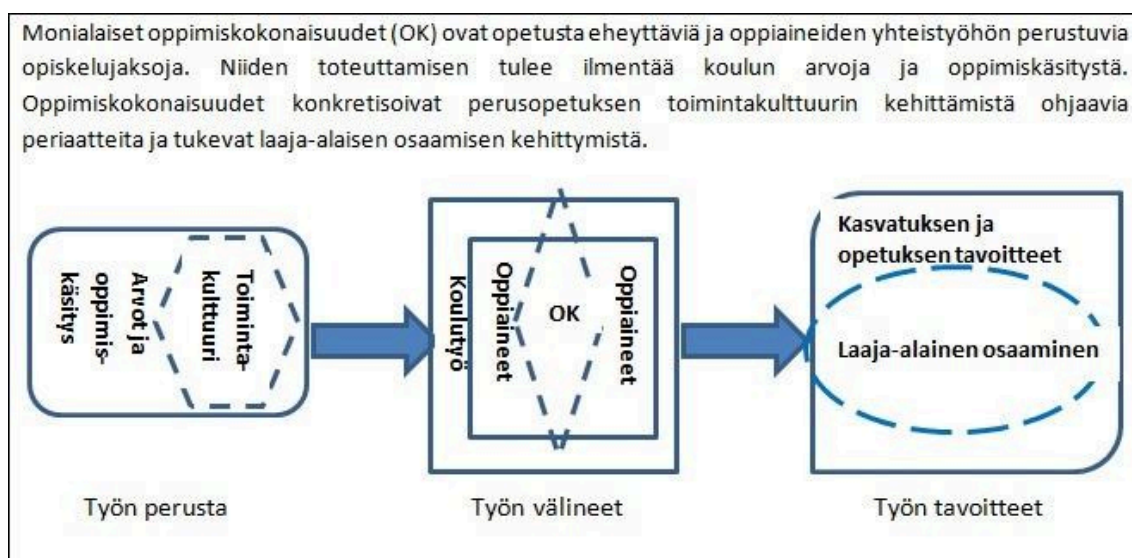 Monialaiset oppimiskokonaisuudet (OK) ovat opetusta eheyttäviä ja oppiaineiden yhteistyöhön perustuvia
opiskelujaksoja. Niiden toteuttamisen tulee ilmentää koulun arvoja ja oppimiskäsitystä.
Oppimiskokonaisuudet konkretisoivat perusopetuksen toimintakulttuurin kehittämistä ohjaavia
periaatteita ja tukevat laaja-alaisen osaamisen kehittymistä.
Arvot ja
oppimis-
käsitys
Toiminta-
kulttuuri
Koulutyö
Oppiaineet
OK
Oppiaineet
Kasvatuksen ja
opetuksen tavoitteet
Laaja-alainen osaaminen
Työn perusta
Työn välineet
Työn tavoitteet